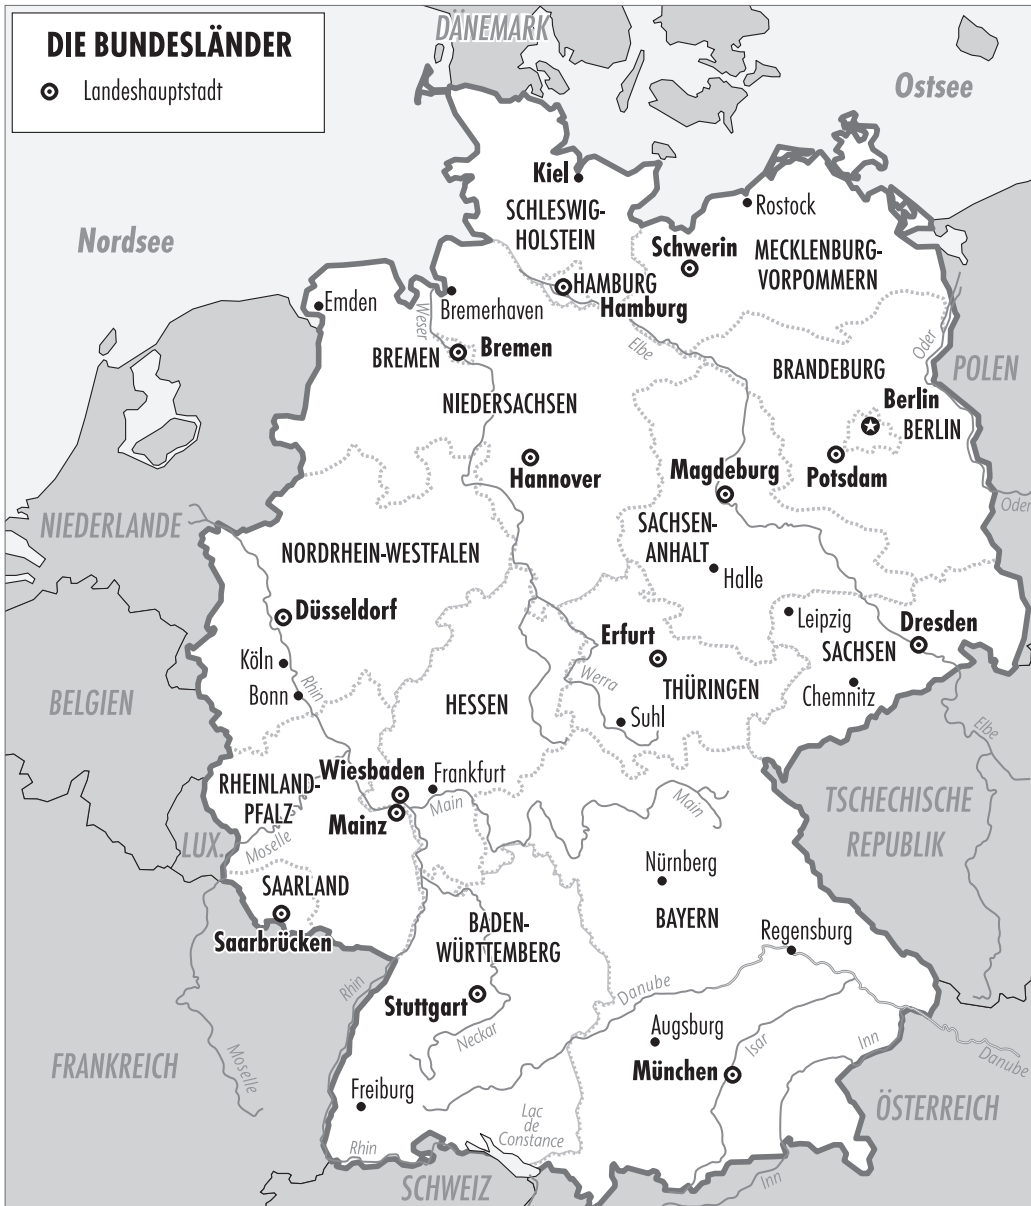 DIE BUNDESLÄNDER
Landeshauptstadt
DÄNEMARK
Ostsee
Nordsee
Kiel
SCHLESWIG-
HOLSTEIN
Rostock
Schwerin
MECKLENBURG-
VORPOMMERN
HAMBURG
Hamburg
Emden
Bremerhaven
Weser
Elbe
Oder
BREMEN
Bremen
POLEN
BRANDEBURG
NIEDERSACHSEN
Berlin
BERLIN
Hannover
Magdeburg
Potsdam
Oder
NIEDERLANDE
SACHSEN-
ANHALT
NORDRHEIN-WESTFALEN
Halle
Düsseldorf
Leipzig
Dresden
Erfurt
SACHSEN
Köln
Rhin
Werra
THÜRINGEN
Chemnitz
Bonn
BELGIEN
HESSEN
Suhl
Elbe
Wiesbaden
Frankfurt
RHEINLAND-
PFALZ
Main
Main
TSCHECHISCHE
REPUBLIK
Mainz
LUX.
Moselle
Nürnberg
SAARLAND
BAYERN
BADEN-
WÜRTTEMBERG
Regensburg
Saarbrücken
Rhin
Danube
Stuttgart
Neckar
Augsburg
Isar
Inn
Danube
FRANKREICH
Moselle
München
Freiburg
ÖSTERREICH
Lac
de
Constance
Rhin
SCHWEIZ
Inn